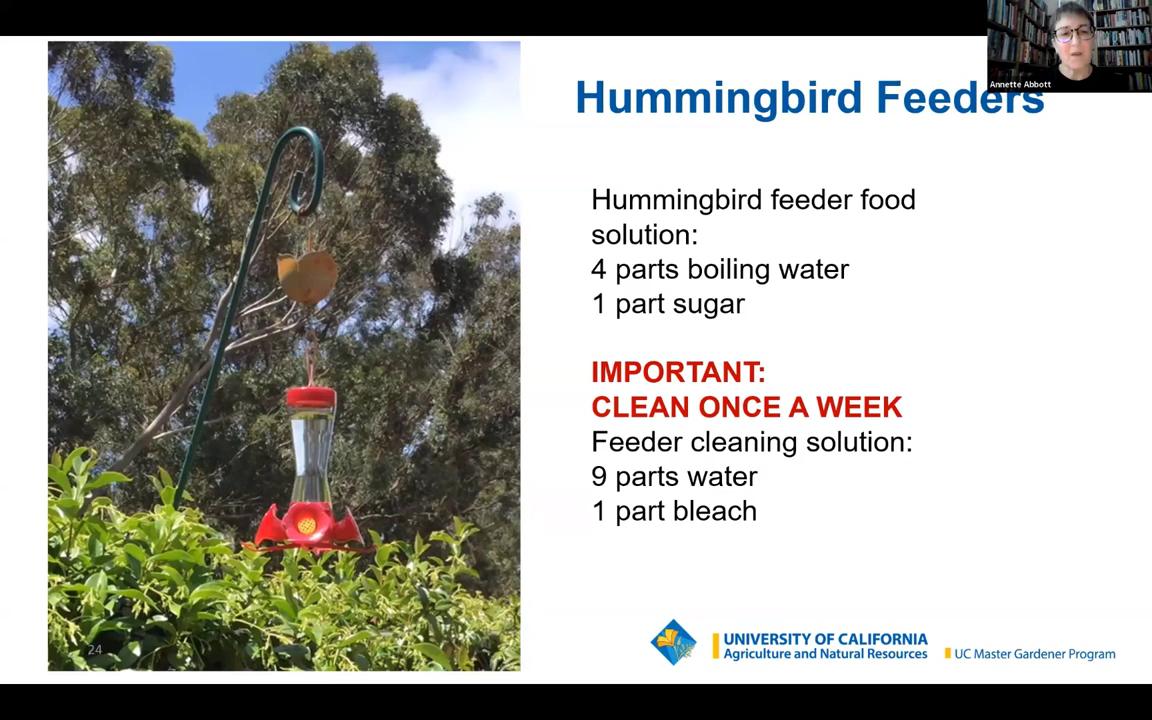 Annette Abbott
Hummingbird Feeders
Hummingbird feeder food
solution:
4 parts boiling water
1 part sugar
IMPORTANT:
CLEAN ONCE A WEEK
Feeder cleaning solution:
9 parts water
1 part bleach
24
UNIVERSITY OF CALIFORNIA
Agriculture and Natural Resources
UC Master Gardener Program